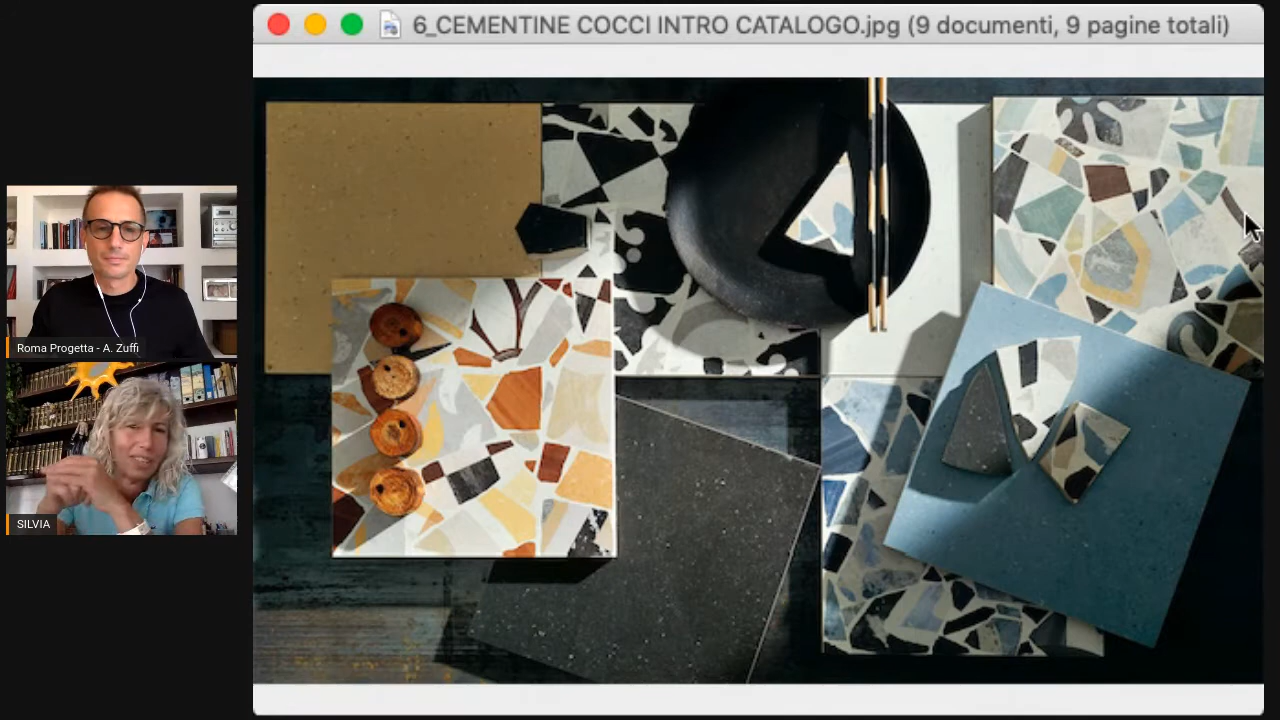 6_CEMENTINE COCCI INTRO CATALOGO.jpg (9 documenti, 9 pagine totali)
Roma Progetta - A. Zuffi
SILVIA